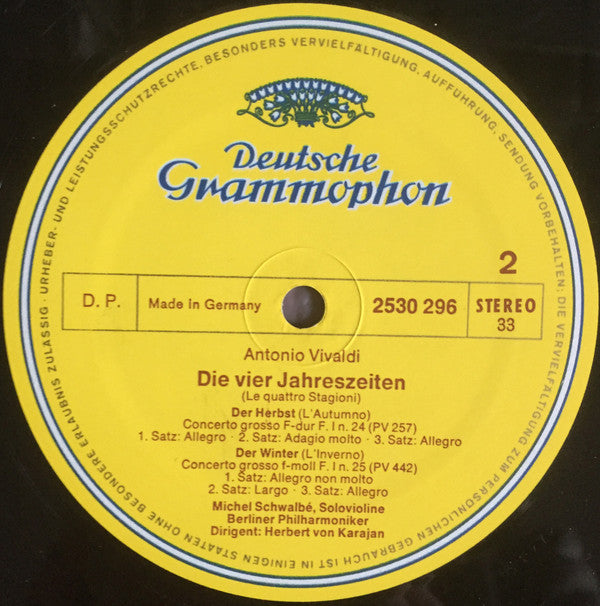 URHEBER- UND LEISTUNGSSCHUTZRECHTE, BESONDERS VERVIELFÄLTIGUNG, AUFFÜHRUNG, SENDUNG VORBEHALTEN; DIE VERVIELFÄLTIGUNG ZUM PERSÖNLICHEN GEBRAUCH IST IN EINIGEN STAATEN OHNE BESONDERE ERLAUBNIS ZULÄSSIG ·
Deutsche
Grammophon
2
D. P.
Made in Germany
2530 296
STEREO
33
Antonio Vivaldi
Die vier Jahreszeiten
(Le quattro Stagioni)
Der Herbst (L'Autumno)
Concerto grosso F-dur F. I n. 24 (PV 257)
1. Satz: Allegro · 2. Satz: Adagio molto · 3. Satz: Allegro
Der Winter (L'Inverno)
Concerto grosso f-moll F. I n. 25 (PV 442)
1. Satz: Allegro non molto
2. Satz: Largo · 3. Satz: Allegro
Michel Schwalbé, Solovioline
Berliner Philharmoniker
Dirigent: Herbert von Karajan